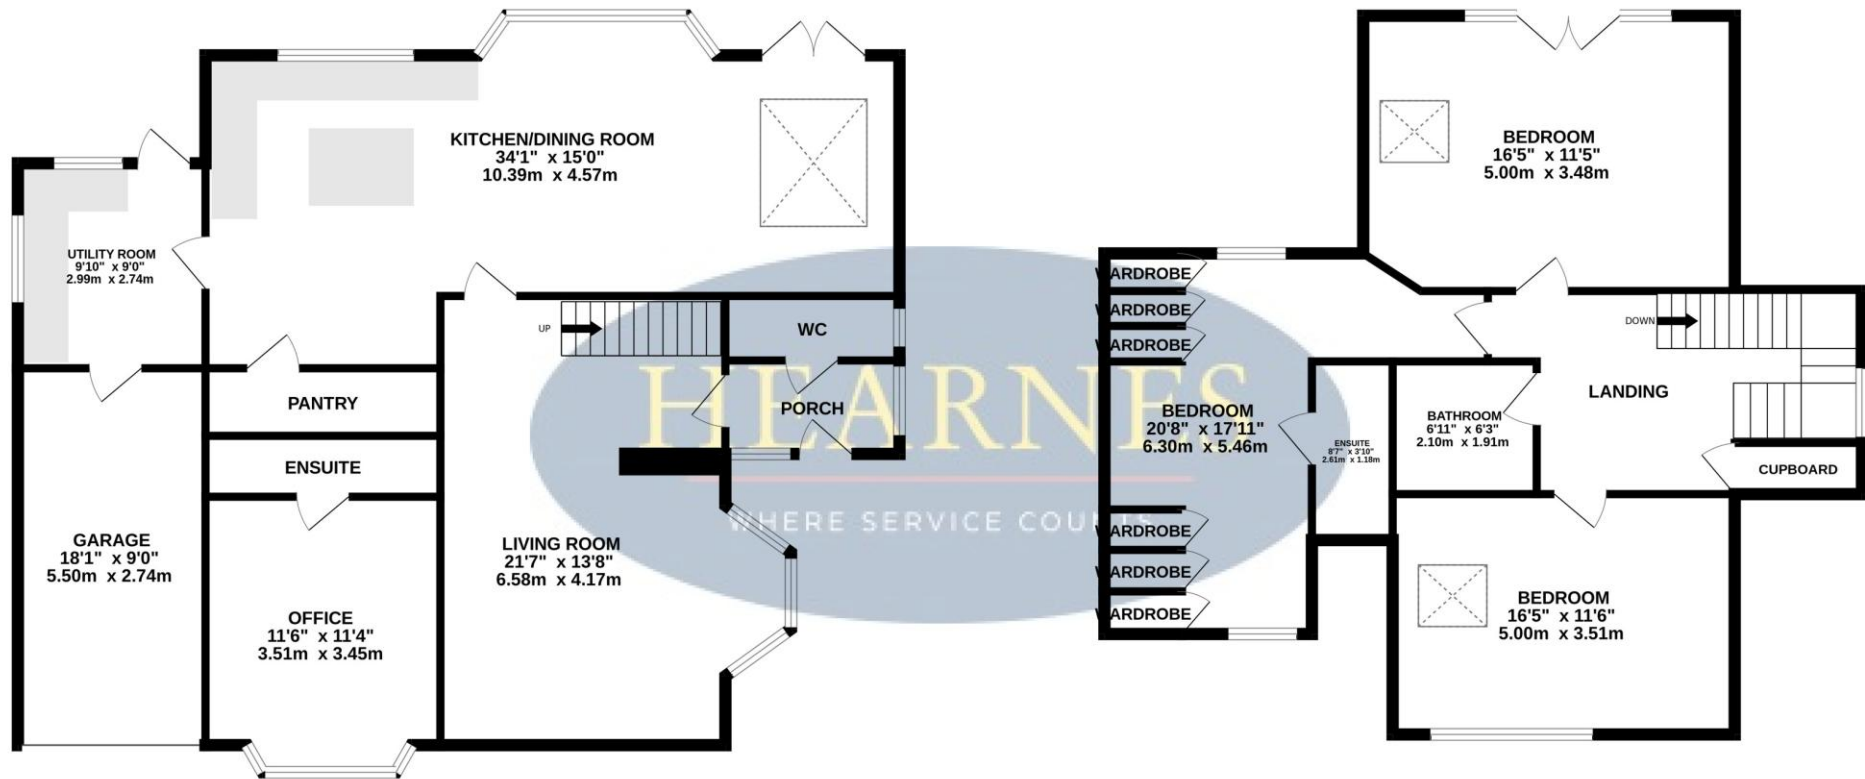 KITCHEN/DINING ROOM
34'1" x 15'0"
10.39m x 4.57m
UTILITY ROOM
9'10" x 9'0"
2.99m x 2.74m
UP
WC
PORCH
PANTRY
ENSUITE
GARAGE
18'1" x 9'0"
5.50m x 2.74m
OFFICE
11'6" x 11'4"
3.51m x 3.45m
LIVING ROOM
21'7" x 13'8"
6.58m x 4.17m
HEARNES
WHERE SERVICE COUNTS
BEDROOM
16'5" x 11'5"
5.00m x 3.48m
WARDROBE
WARDROBE
WARDROBE
BEDROOM
20'8" x 17'11"
6.30m x 5.46m
ENSUITE
8'7" x 3'10"
2.61m x 1.18m
BATHROOM
6'11" x 6'3"
2.10m x 1.91m
DOWN
LANDING
CUPBOARD
WARDROBE
WARDROBE
WARDROBE
BEDROOM
16'5" x 11'6"
5.00m x 3.51m